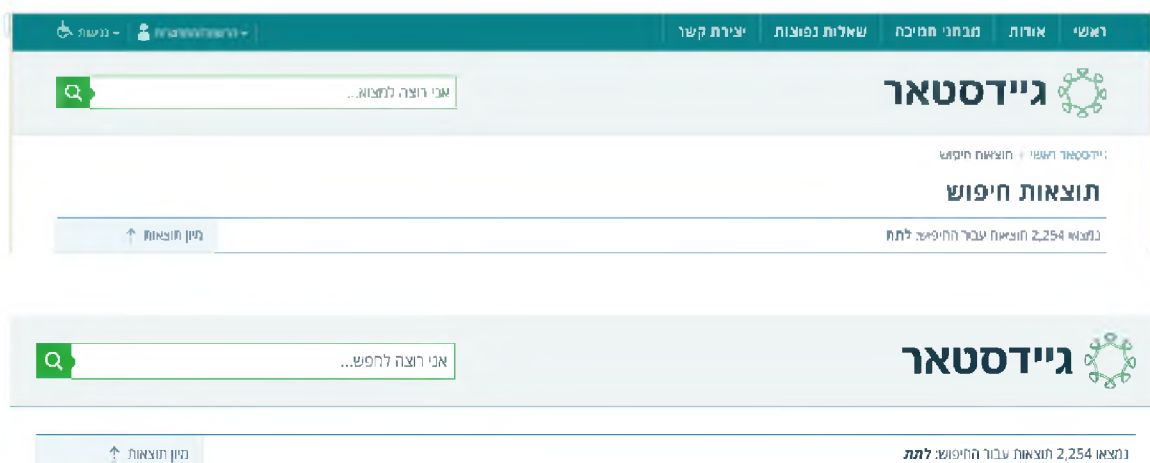 ראשי אודות מבחני תמיכה שאלות נפוצות יצירת קשר נגישות
גיידסטאר אני רוצה למצוא...
גיידסטאר ראשי תוצאות חיפוש
תוצאות חיפוש
נמצאו 2,254 תוצאות עבור החיפוש: לתת מיון תוצאות
גיידסטאר אני רוצה לחפש...
נמצאו 2,254 תוצאות עבור החיפוש: לתת מיון תוצאות